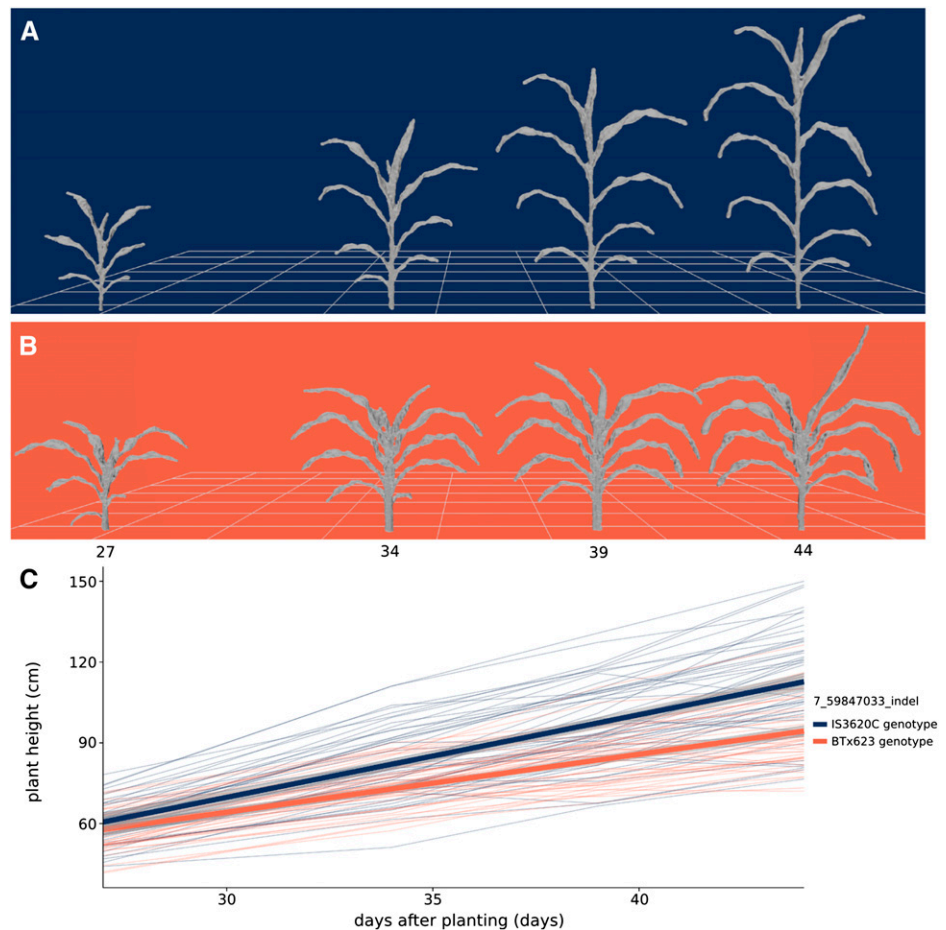 A
B
27 34 39 44
C
150
120
90
60
plant height (cm)
30 35 40
days after planting (days)
7_59847033_indel
IS3620C genotype
BTx623 genotype